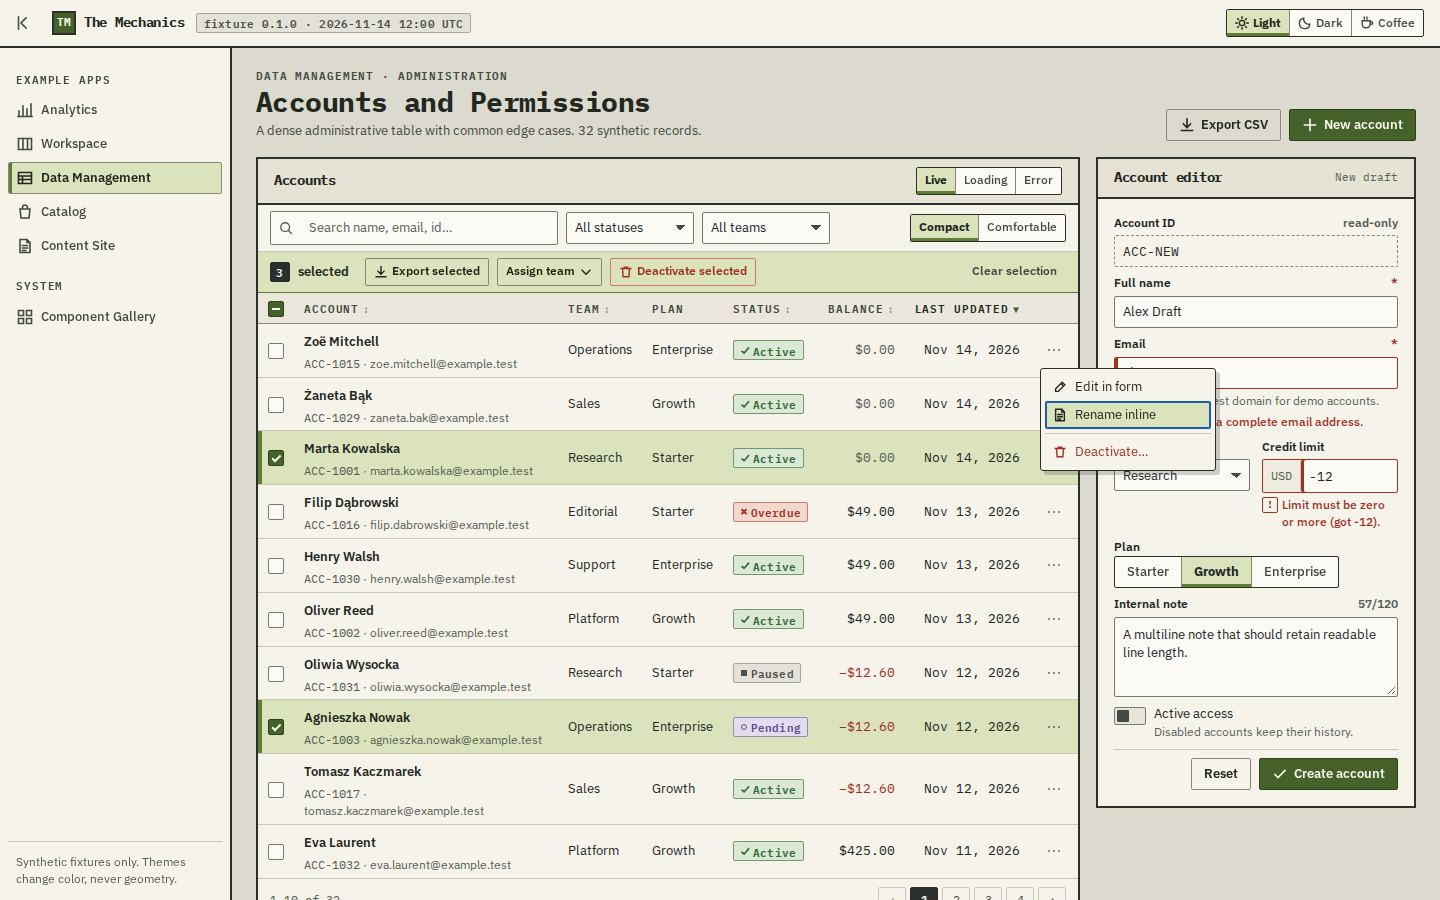 TM The Mechanics fixture 0.1.0 · 2026-11-14 12:00 UTC Light Dark Coffee
EXAMPLE APPS
Analytics
Workspace
Data Management
Catalog
Content Site
SYSTEM
Component Gallery
Synthetic fixtures only. Themes
change color, never geometry.
DATA MANAGEMENT · ADMINISTRATION
Accounts and Permissions
A dense administrative table with common edge cases. 32 synthetic records.
Export CSV New account
Accounts Live Loading Error
Search name, email, id... All statuses All teams Compact Comfortable
3 selected Export selected Assign team Deactivate selected Clear selection
ACCOUNT ↕ TEAM ↕ PLAN STATUS ↕ BALANCE ↕ LAST UPDATED ▼
Zoë Mitchell
ACC-1015 · zoe.mitchell@example.test
Operations Enterprise Active $0.00 Nov 14, 2026 ...
Żaneta Bąk
ACC-1029 · zaneta.bak@example.test
Sales Growth Active $0.00 Nov 14, 2026
Marta Kowalska
ACC-1001 · marta.kowalska@example.test
Research Starter Active $0.00 Nov 14, 2026
Filip Dąbrowski
ACC-1016 · filip.dabrowski@example.test
Editorial Starter Overdue $49.00 Nov 13, 2026 ...
Henry Walsh
ACC-1030 · henry.walsh@example.test
Support Enterprise Active $49.00 Nov 13, 2026 ...
Oliver Reed
ACC-1002 · oliver.reed@example.test
Platform Growth Active $49.00 Nov 13, 2026 ...
Oliwia Wysocka
ACC-1031 · oliwia.wysocka@example.test
Research Starter Paused −$12.60 Nov 12, 2026 ...
Agnieszka Nowak
ACC-1003 · agnieszka.nowak@example.test
Operations Enterprise Pending −$12.60 Nov 12, 2026 ...
Tomasz Kaczmarek
ACC-1017 ·
tomasz.kaczmarek@example.test
Sales Growth Active −$12.60 Nov 12, 2026 ...
Eva Laurent
ACC-1032 · eva.laurent@example.test
Platform Growth Active $425.00 Nov 11, 2026 ...
1-10 of 32 ‹ 1 2 3 4 ›
Edit in form
Rename inline
Deactivate...
Account editor New draft
Account ID read-only
ACC-NEW
Full name *
Alex Draft
Email *
domain for demo accounts.
a complete email address.
Credit limit
Research USD -12
! Limit must be zero
or more (got -12).
Plan
Starter Growth Enterprise
Internal note 57/120
A multiline note that should retain readable
line length.
Active access
Disabled accounts keep their history.
Reset Create account